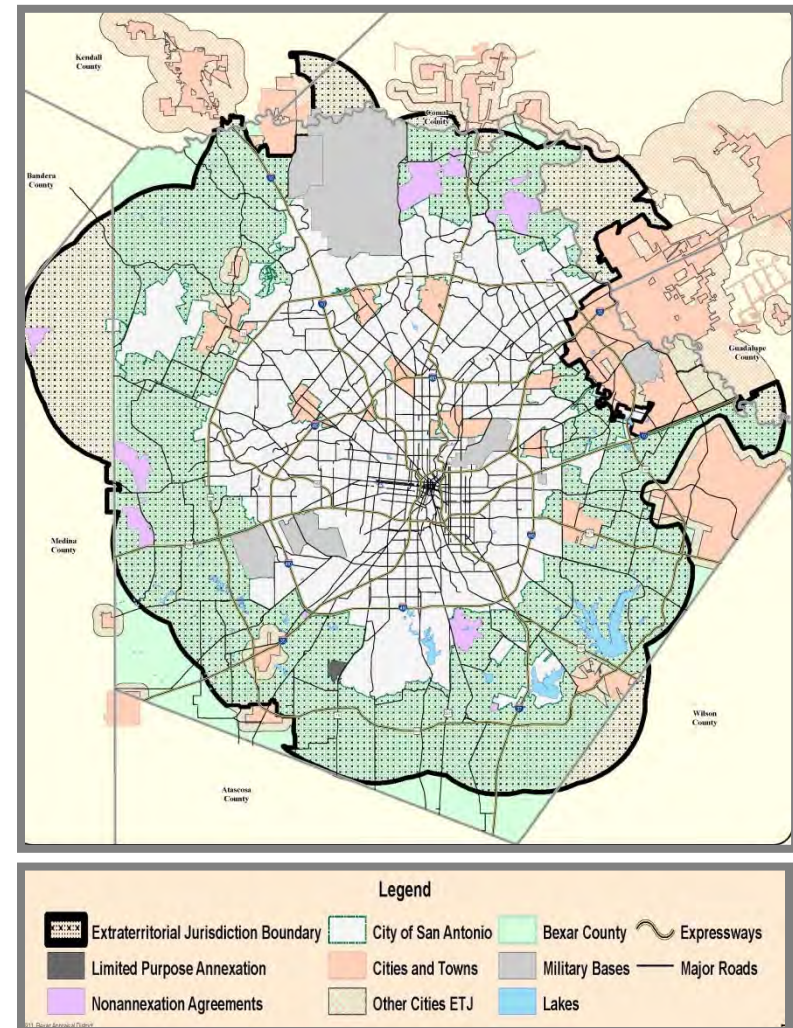 Kendall
County
Comal
County
Bandera
County
Guadalupe
County
Medina
County
Wilson
County
Atascosa
County
Legend
Extraterritorial Jurisdiction Boundary
City of San Antonio
Bexar County
Expressways
Limited Purpose Annexation
Cities and Towns
Military Bases
Major Roads
Nonannexation Agreements
Other Cities ETJ
Lakes